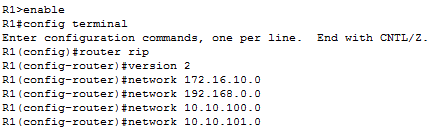 R1>enable
R1#config terminal
Enter configuration commands, one per line.  End with CNTL/Z.
R1(config)#router rip
R1(config-router)#version 2
R1(config-router)#network 172.16.10.0
R1(config-router)#network 192.168.0.0
R1(config-router)#network 10.10.100.0
R1(config-router)#network 10.10.101.0